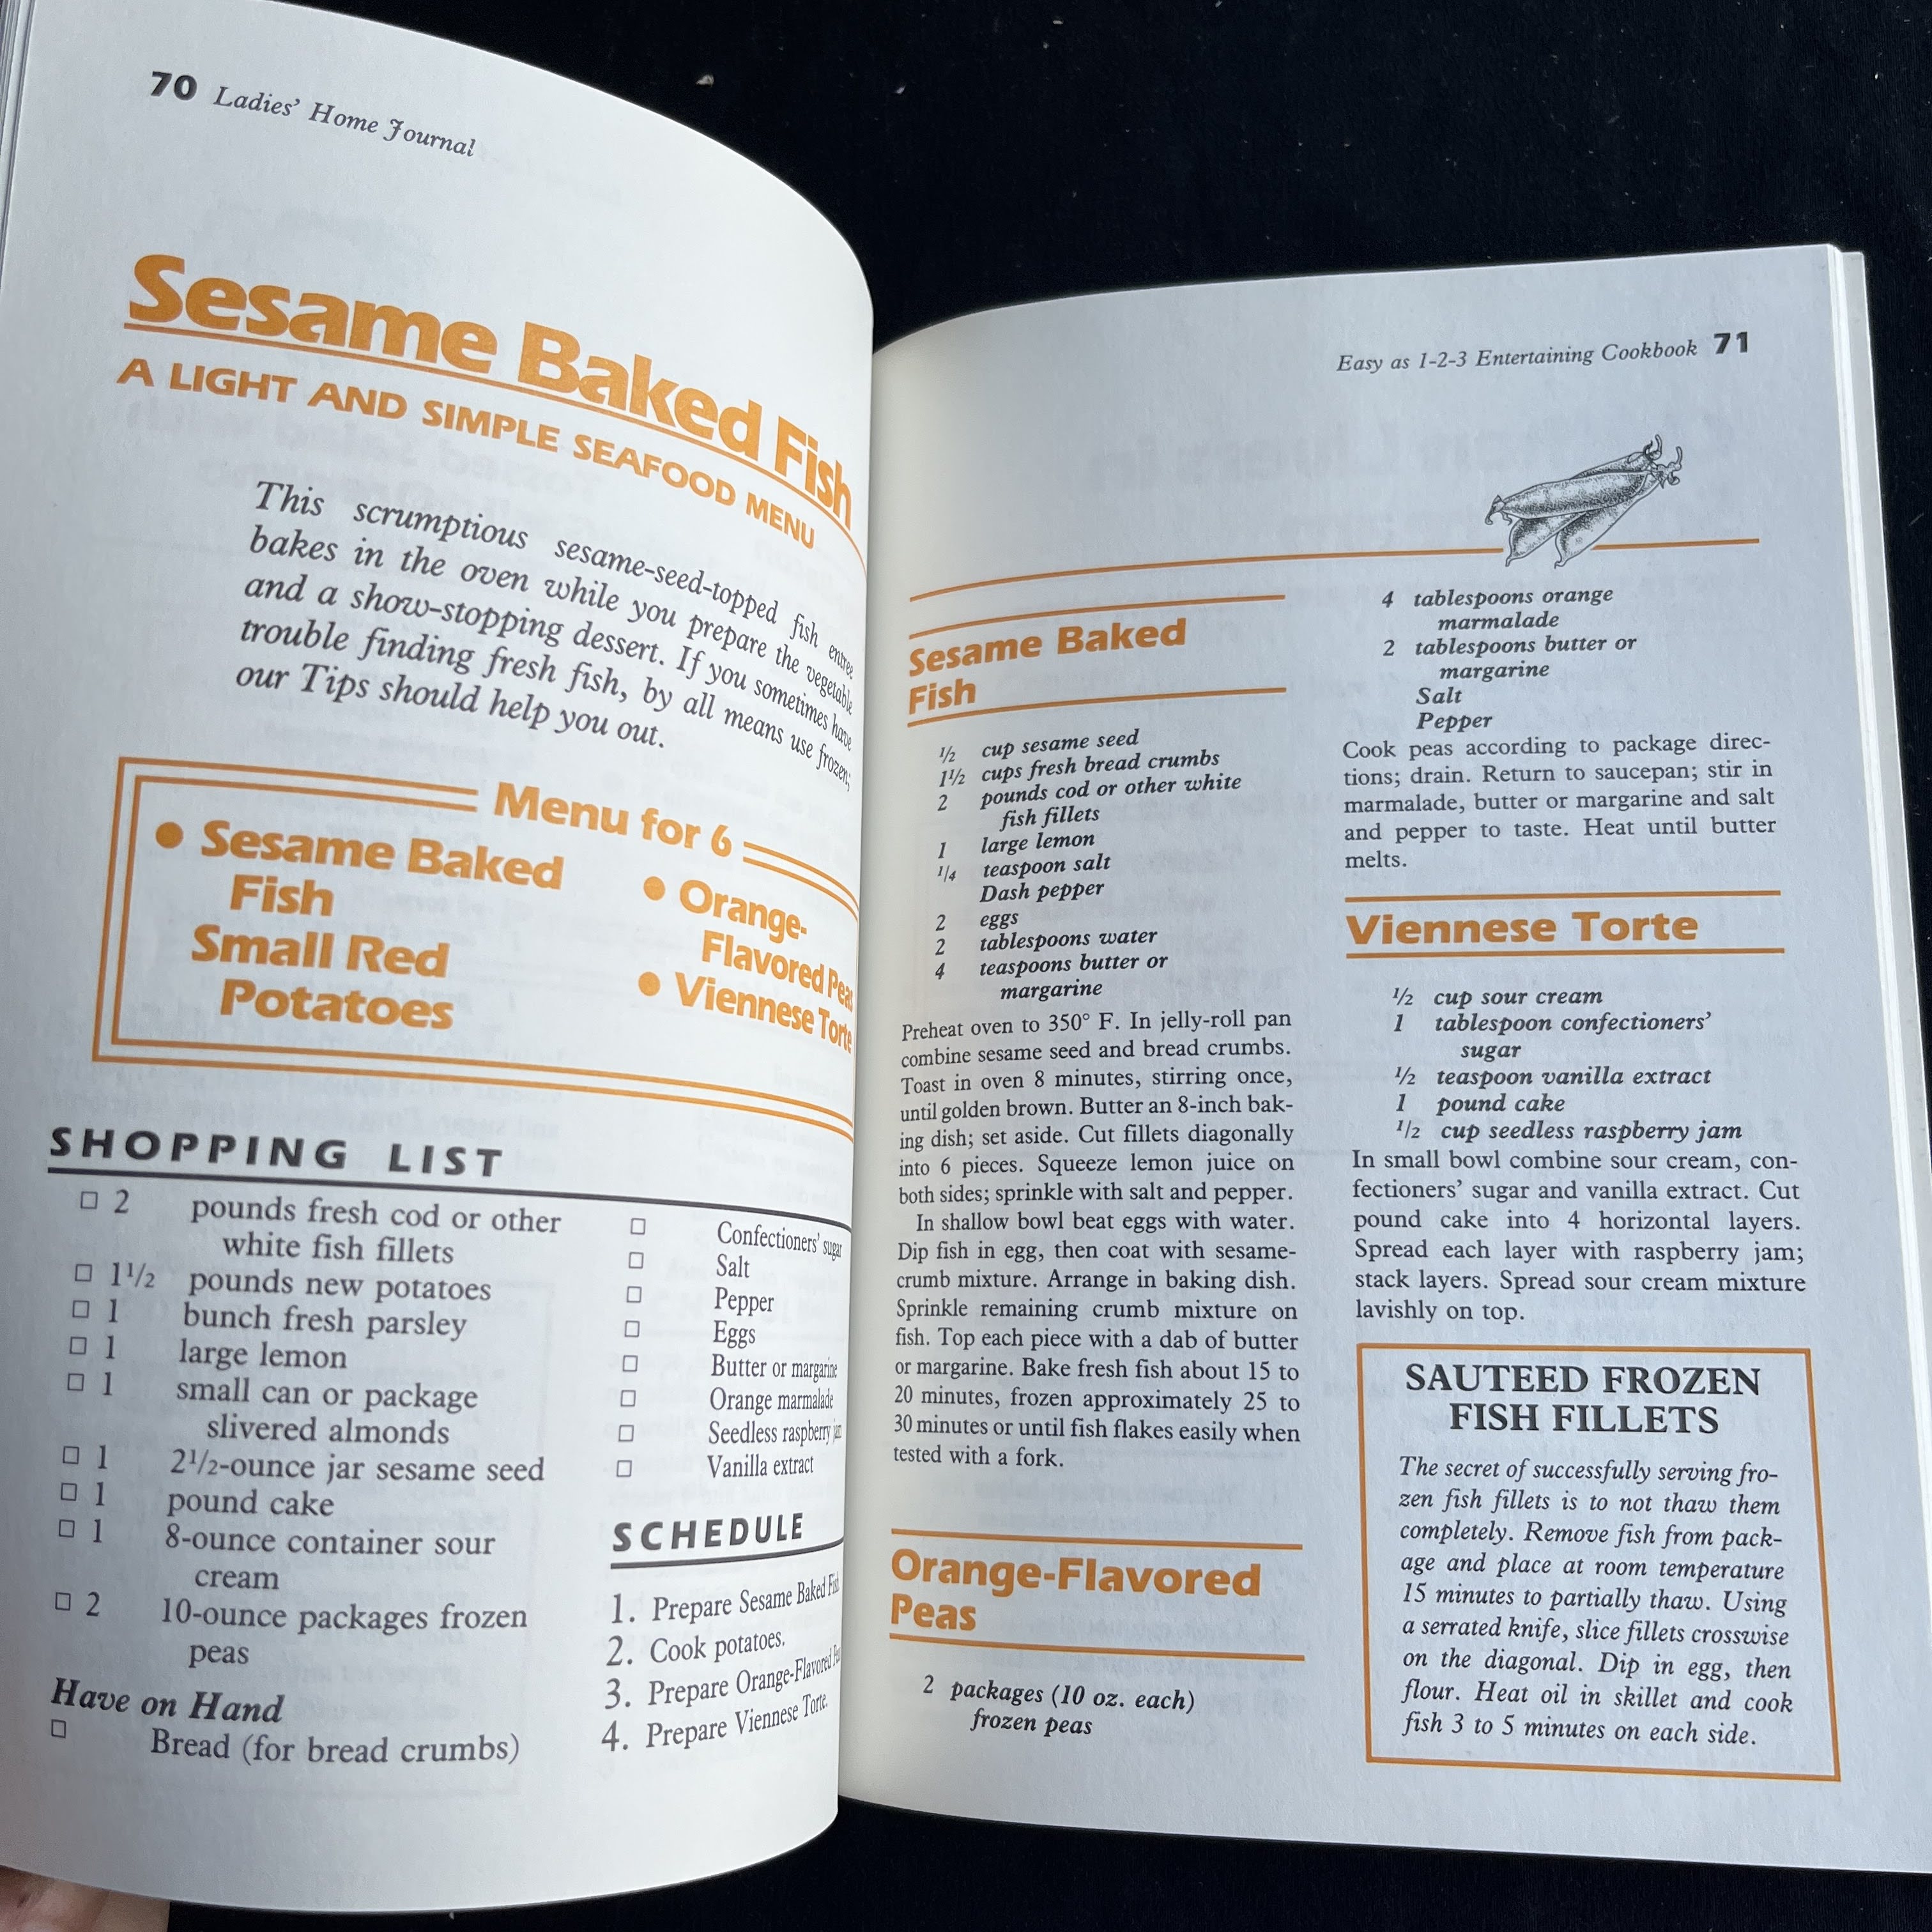 70 Ladies' Home Journal
Sesame Baked Fish
A LIGHT AND SIMPLE SEAFOOD MENU
This scrumptious sesame-seed-topped fish entree
bakes in the oven while you prepare the vegetable
and a show-stopping dessert. If you sometimes have
trouble finding fresh fish, by all means use frozen;
our Tips should help you out.
Menu for 6
• Sesame Baked
Fish
Small Red
Potatoes
• Orange-
Flavored Peas
• Viennese Torte
SHOPPING LIST
□ 2 pounds fresh cod or other
white fish fillets
□ 1½ pounds new potatoes
□ 1 bunch fresh parsley
□ 1 large lemon
□ 1 small can or package
slivered almonds
□ 1 2½-ounce jar sesame seed
□ 1 pound cake
□ 1 8-ounce container sour
cream
□ 2 10-ounce packages frozen
peas
Have on Hand
□ Bread (for bread crumbs)
□ Confectioners' sugar
□ Salt
□ Pepper
□ Eggs
□ Butter or margarine
□ Orange marmalade
□ Seedless raspberry jam
□ Vanilla extract
SCHEDULE
1. Prepare Sesame Baked Fish.
2. Cook potatoes.
3. Prepare Orange-Flavored Peas
4. Prepare Viennese Torte.
Easy as 1-2-3 Entertaining Cookbook 71
Sesame Baked
Fish
½ cup sesame seed
1½ cups fresh bread crumbs
2 pounds cod or other white
fish fillets
1 large lemon
¼ teaspoon salt
Dash pepper
2 eggs
2 tablespoons water
4 teaspoons butter or
margarine
Preheat oven to 350° F. In jelly-roll pan
combine sesame seed and bread crumbs.
Toast in oven 8 minutes, stirring once,
until golden brown. Butter an 8-inch bak-
ing dish; set aside. Cut fillets diagonally
into 6 pieces. Squeeze lemon juice on
both sides; sprinkle with salt and pepper.
In shallow bowl beat eggs with water.
Dip fish in egg, then coat with sesame-
crumb mixture. Arrange in baking dish.
Sprinkle remaining crumb mixture on
fish. Top each piece with a dab of butter
or margarine. Bake fresh fish about 15 to
20 minutes, frozen approximately 25 to
30 minutes or until fish flakes easily when
tested with a fork.
Orange-Flavored
Peas
2 packages (10 oz. each)
frozen peas
4 tablespoons orange
marmalade
2 tablespoons butter or
margarine
Salt
Pepper
Cook peas according to package direc-
tions; drain. Return to saucepan; stir in
marmalade, butter or margarine and salt
and pepper to taste. Heat until butter
melts.
Viennese Torte
½ cup sour cream
1 tablespoon confectioners'
sugar
½ teaspoon vanilla extract
1 pound cake
½ cup seedless raspberry jam
In small bowl combine sour cream, con-
fectioners' sugar and vanilla extract. Cut
pound cake into 4 horizontal layers.
Spread each layer with raspberry jam;
stack layers. Spread sour cream mixture
lavishly on top.
SAUTEED FROZEN
FISH FILLETS
The secret of successfully serving fro-
zen fish fillets is to not thaw them
completely. Remove fish from pack-
age and place at room temperature
15 minutes to partially thaw. Using
a serrated knife, slice fillets crosswise
on the diagonal. Dip in egg, then
flour. Heat oil in skillet and cook
fish 3 to 5 minutes on each side.